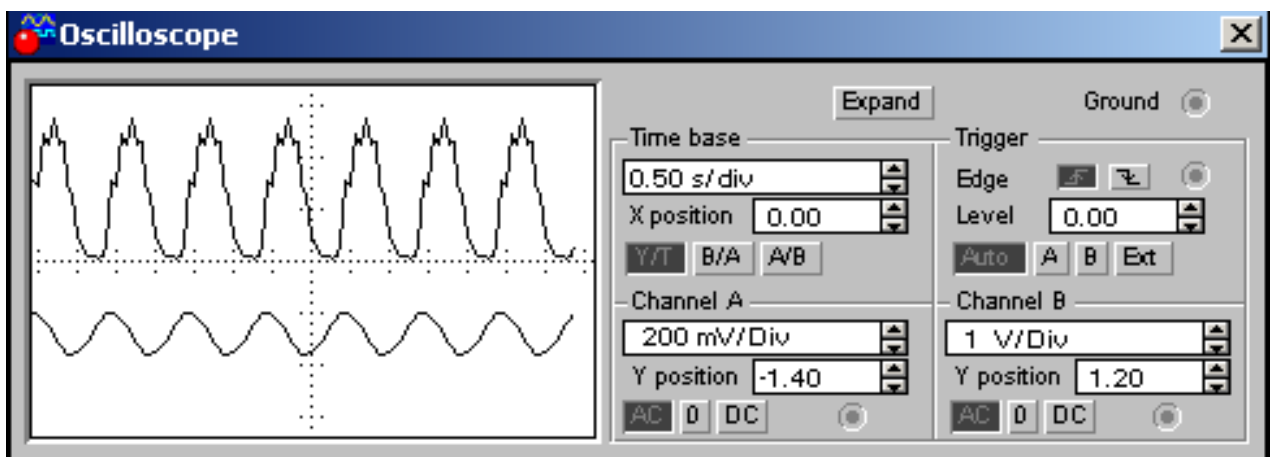 Oscilloscope
Expand
Ground
Time base
0.50 s/div
X position 0.00
Y/T B/A A/B
Trigger
Edge
Level 0.00
Auto A B Ext
Channel A
200 mV/Div
Y position -1.40
AC 0 DC
Channel B
1 V/Div
Y position 1.20
AC 0 DC